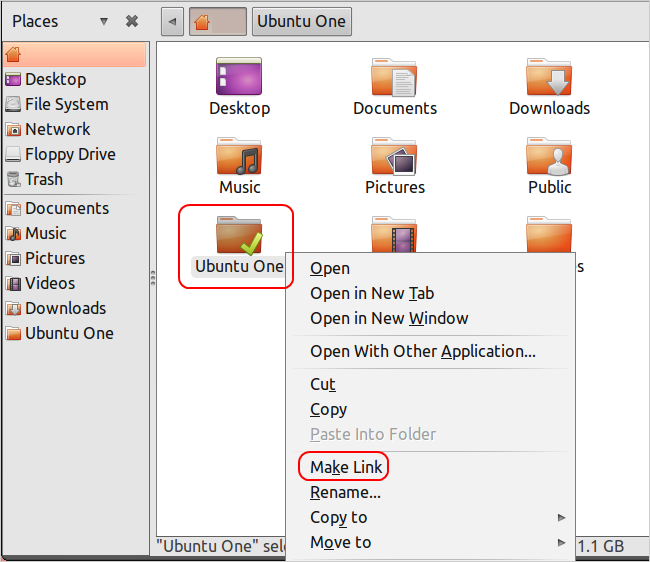 Places
Ubuntu One
Desktop
File System
Network
Floppy Drive
Trash
Documents
Music
Pictures
Videos
Downloads
Ubuntu One
Desktop
Documents
Downloads
Music
Pictures
Public
Ubuntu One
s
Open
Open in New Tab
Open in New Window
Open With Other Application...
Cut
Copy
Paste Into Folder
Make Link
Rename...
Copy to
Move to
"Ubuntu One" sele
1.1 GB